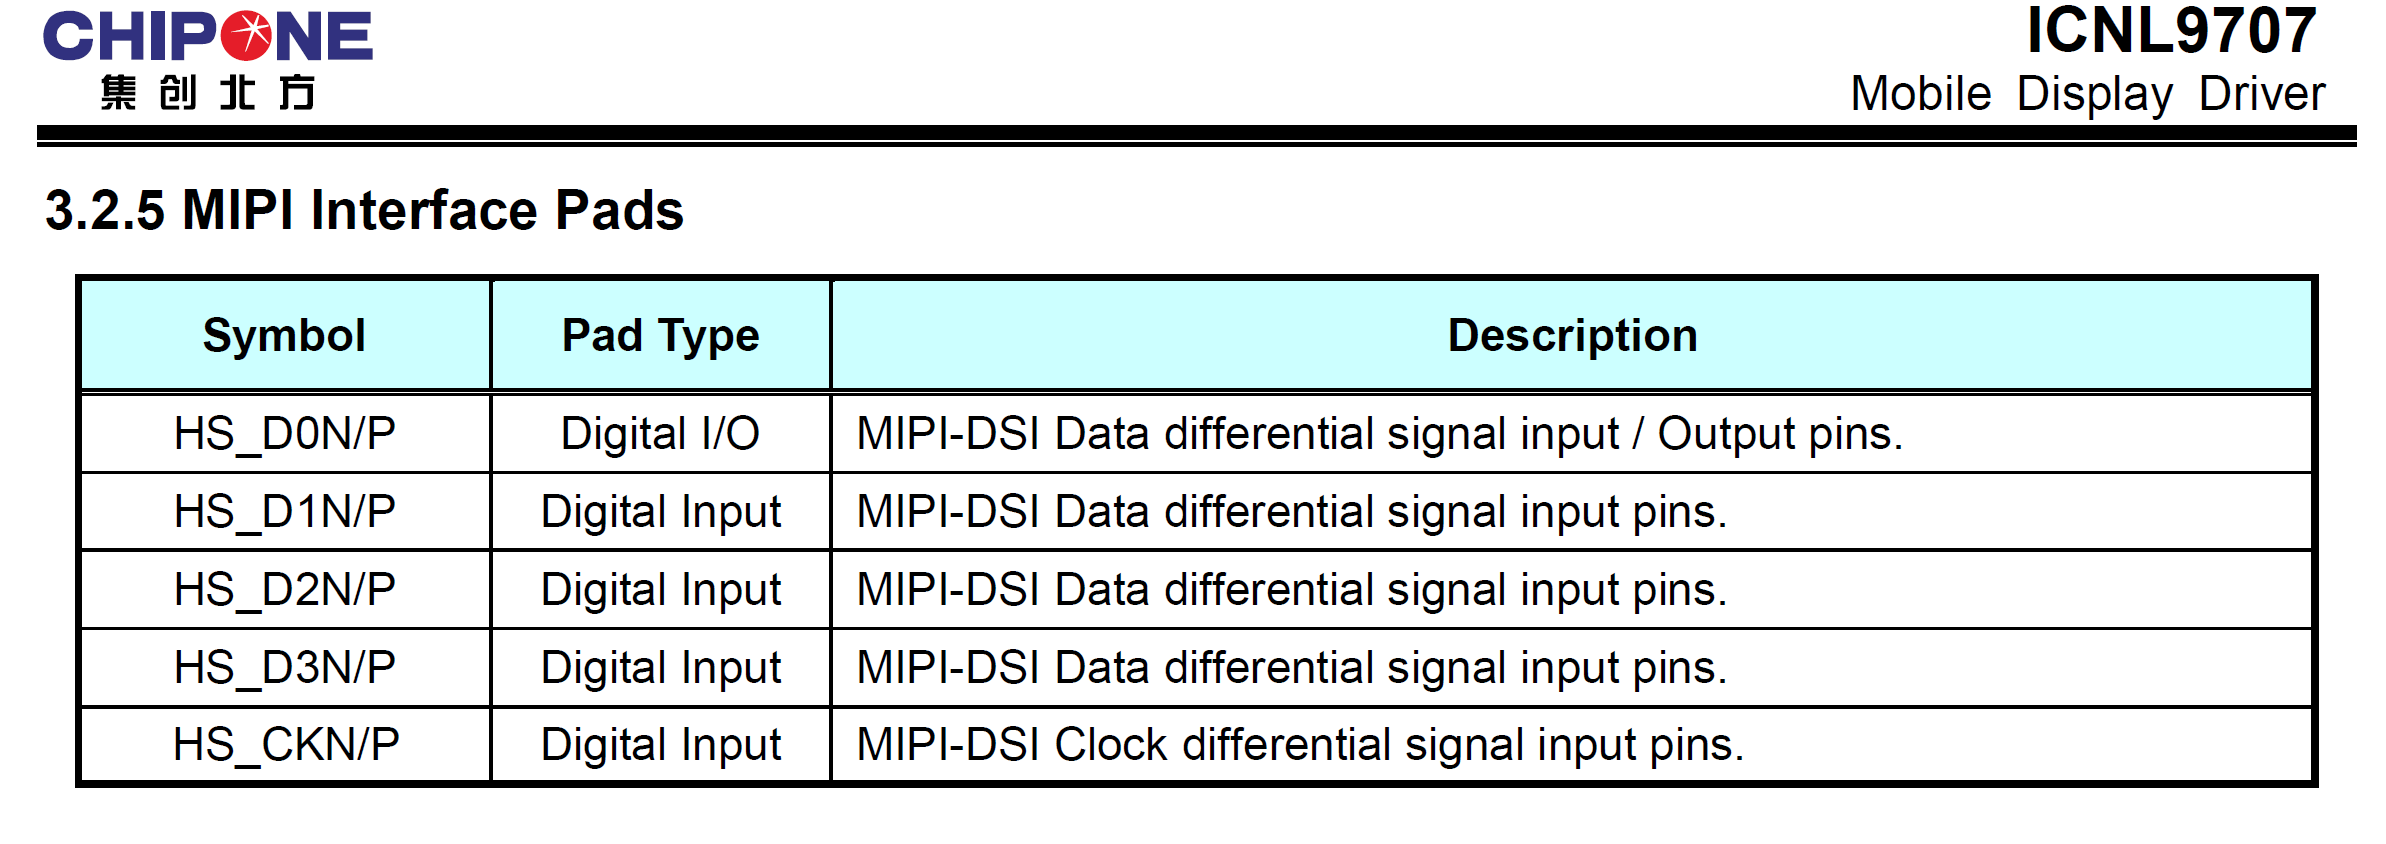 CHIPONE
集创北方
ICNL9707
Mobile Display Driver
3.2.5 MIPI Interface Pads
Symbol Pad Type Description
HS_D0N/P Digital I/O MIPI-DSI Data differential signal input / Output pins.
HS_D1N/P Digital Input MIPI-DSI Data differential signal input pins.
HS_D2N/P Digital Input MIPI-DSI Data differential signal input pins.
HS_D3N/P Digital Input MIPI-DSI Data differential signal input pins.
HS_CKN/P Digital Input MIPI-DSI Clock differential signal input pins.